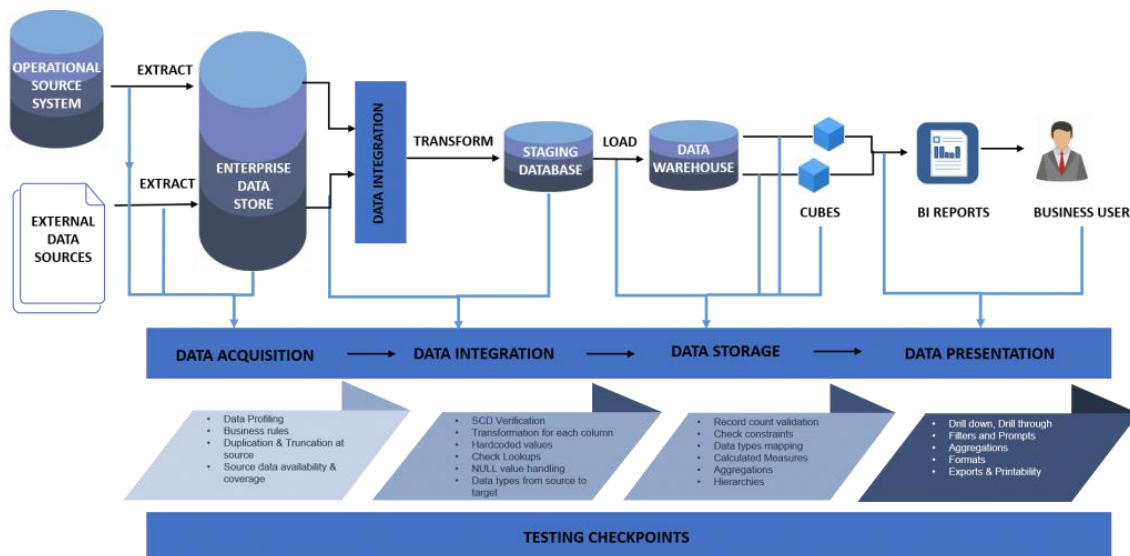 OPERATIONAL
SOURCE
SYSTEM
EXTRACT
EXTERNAL
DATA
SOURCES
EXTRACT
ENTERPRISE
DATA
STORE
DATA INTEGRATION
TRANSFORM
STAGING
DATABASE
LOAD
DATA
WAREHOUSE
CUBES
BI REPORTS
BUSINESS USER
DATA ACQUISITION
DATA INTEGRATION
DATA STORAGE
DATA PRESENTATION
• Data Profiling
• Business rules
• Duplication & Truncation at
source
• Source data availability &
coverage
• SCD Verification
• Transformation for each column
• Hardcoded values
• Check Lookups
• NULL value handling
• Data types from source to
target
• Record count validation
• Check constraints
• Data types mapping
• Calculated Measures
• Aggregations
• Hierarchies
• Drill down, Drill through
• Filters and Prompts
• Aggregations
• Formats
• Exports & Printability
TESTING CHECKPOINTS